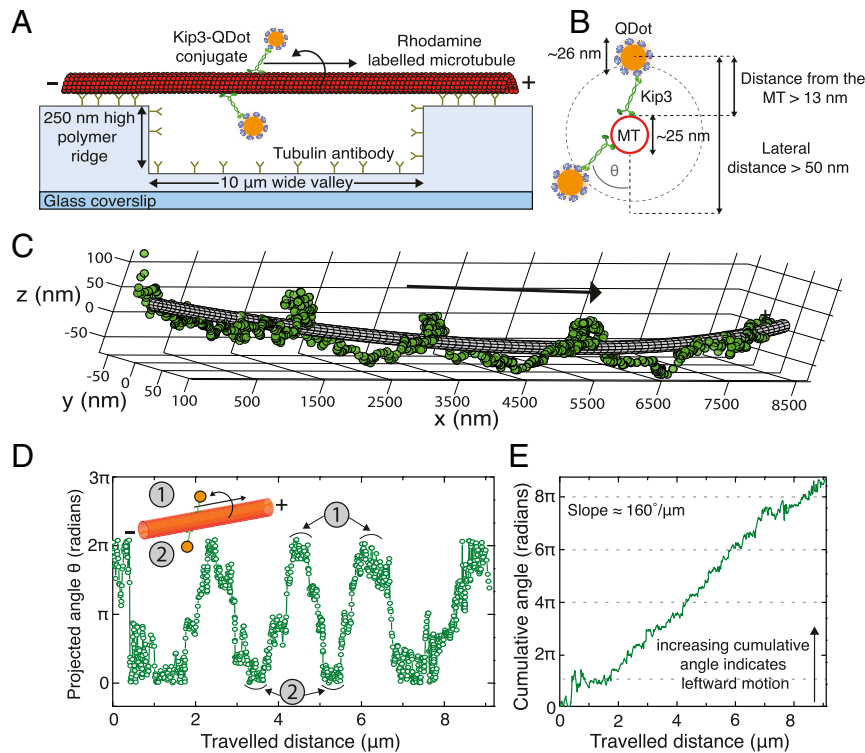 A
Kip3-QDot
conjugate
Rhodamine
labelled microtubule
-
+
250 nm high
polymer
ridge
Tubulin antibody
10 μm wide valley
Glass coverslip
B
QDot
~26 nm
Kip3
Distance from the
MT > 13 nm
MT
~25 nm
Lateral
distance > 50 nm
θ
C
100
50
0
-50
z (nm)
-50
0
50
y (nm)
100
500
1500
2500
3500
4500
5500
6500
7500
8500
x (nm)
-
+
D
Projected angle θ (radians)
3π
2π
π
0
1
2
-
+
1
2
0
2
4
6
8
Travelled distance (μm)
E
Cumulative angle (radians)
8π
6π
4π
2π
0
Slope ≈ 160°/μm
increasing cumulative
angle indicates
leftward motion
0
2
4
6
8
Travelled distance (μm)